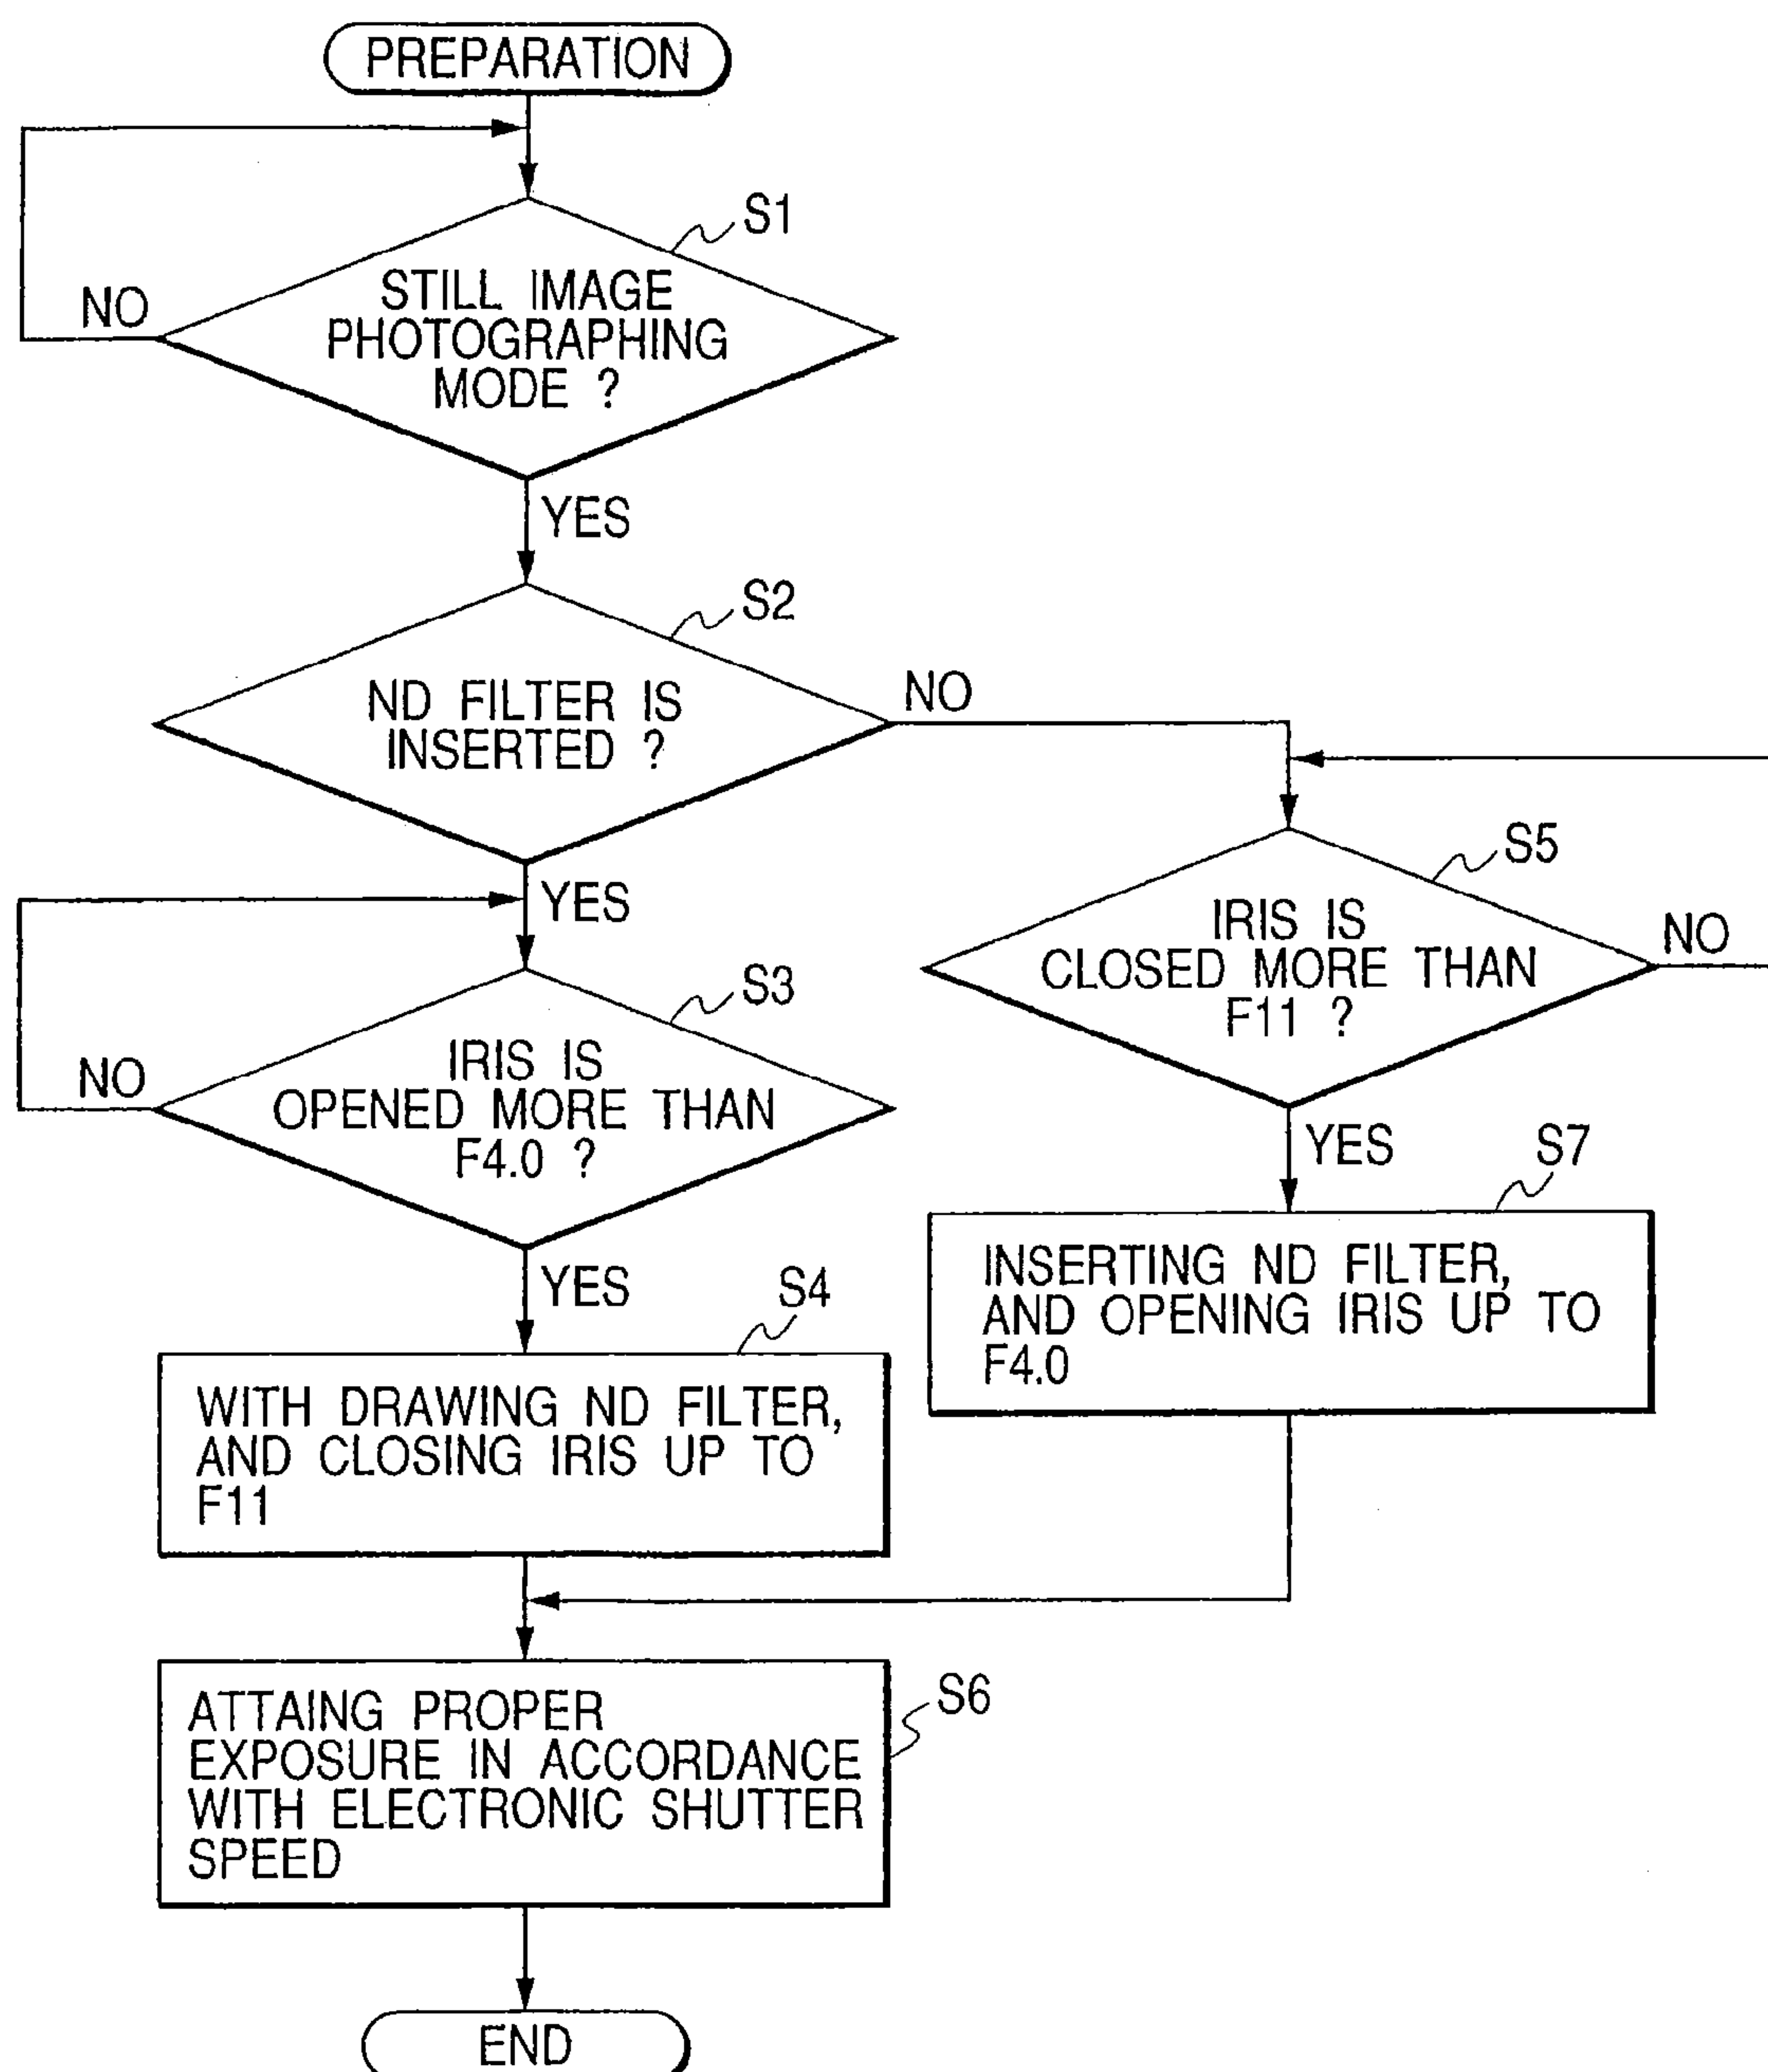 PREPARATION
S1
STILL IMAGE
PHOTOGRAPHING
MODE ?
NO
YES
S2
ND FILTER IS
INSERTED ?
NO
YES
S3
IRIS IS
OPENED MORE THAN
F4.0 ?
NO
YES
S4
WITH DRAWING ND FILTER,
AND CLOSING IRIS UP TO
F11
S5
IRIS IS
CLOSED MORE THAN
F11 ?
NO
YES
S7
INSERTING ND FILTER,
AND OPENING IRIS UP TO
F4.0
S6
ATTAING PROPER
EXPOSURE IN ACCORDANCE
WITH ELECTRONIC SHUTTER
SPEED
END